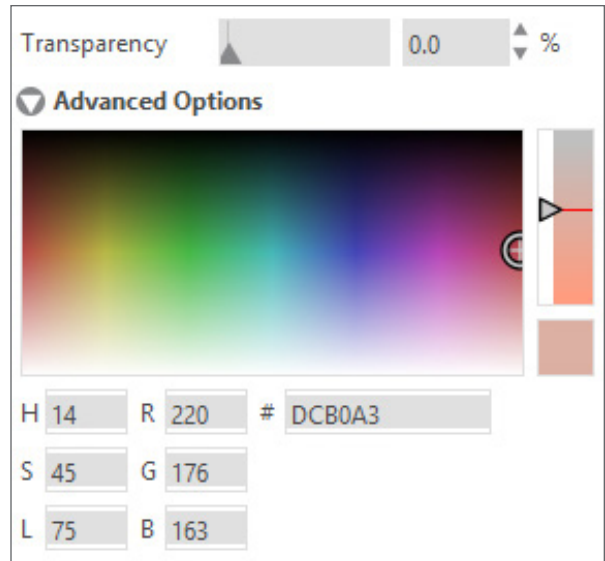 Transparency 0.0 %
Advanced Options
H 14 R 220 # DCB0A3
S 45 G 176
L 75 B 163